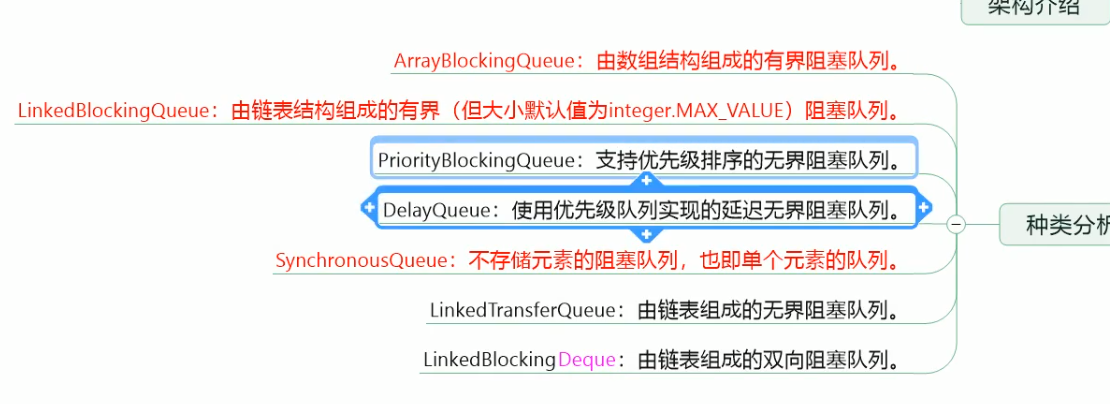 架构介绍
ArrayBlockingQueue：由数组结构组成的有界阻塞队列。
LinkedBlockingQueue：由链表结构组成的有界（但大小默认值为integer.MAX_VALUE）阻塞队列。
PriorityBlockingQueue：支持优先级排序的无界阻塞队列。
DelayQueue：使用优先级队列实现的延迟无界阻塞队列。
种类分析
SynchronousQueue：不存储元素的阻塞队列，也即单个元素的队列。
LinkedTransferQueue：由链表组成的无界阻塞队列。
LinkedBlockingDeque：由链表组成的双向阻塞队列。